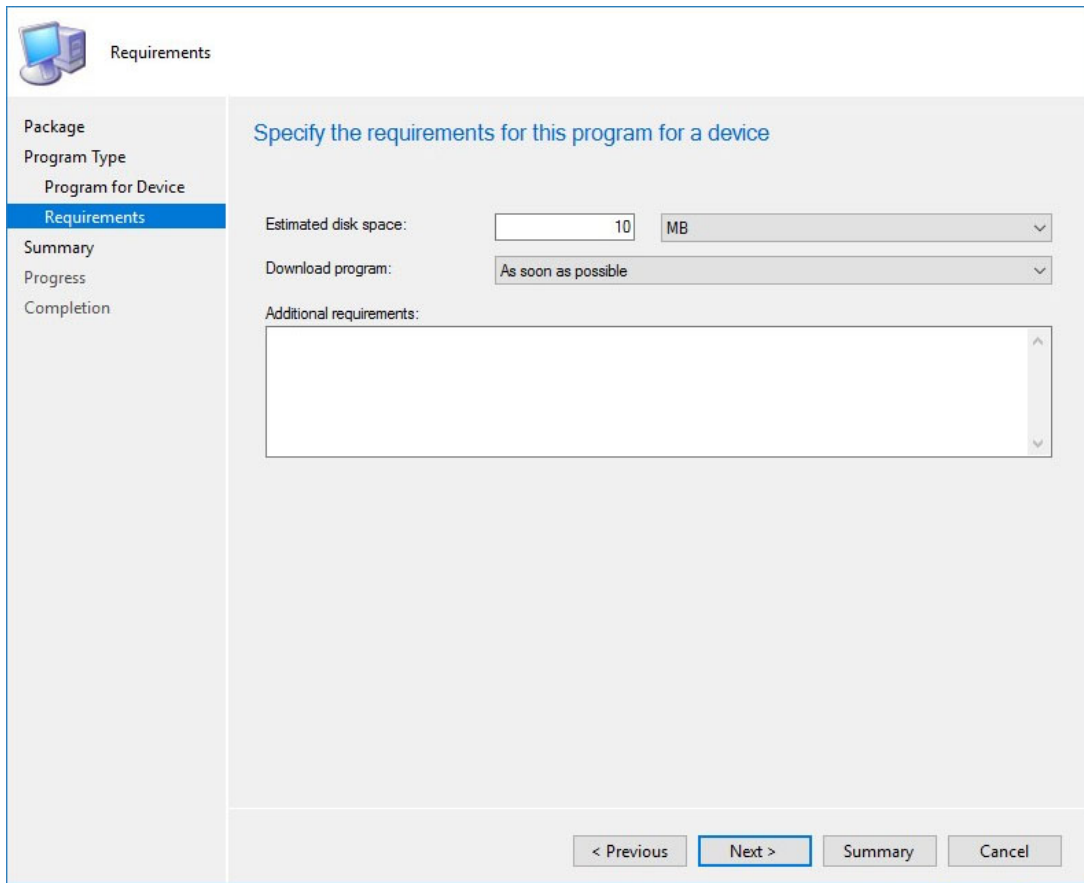 Requirements
Package
Program Type
Program for Device
Requirements
Summary
Progress
Completion
Specify the requirements for this program for a device
Estimated disk space: 10 MB
Download program: As soon as possible
Additional requirements:
< Previous Next > Summary Cancel